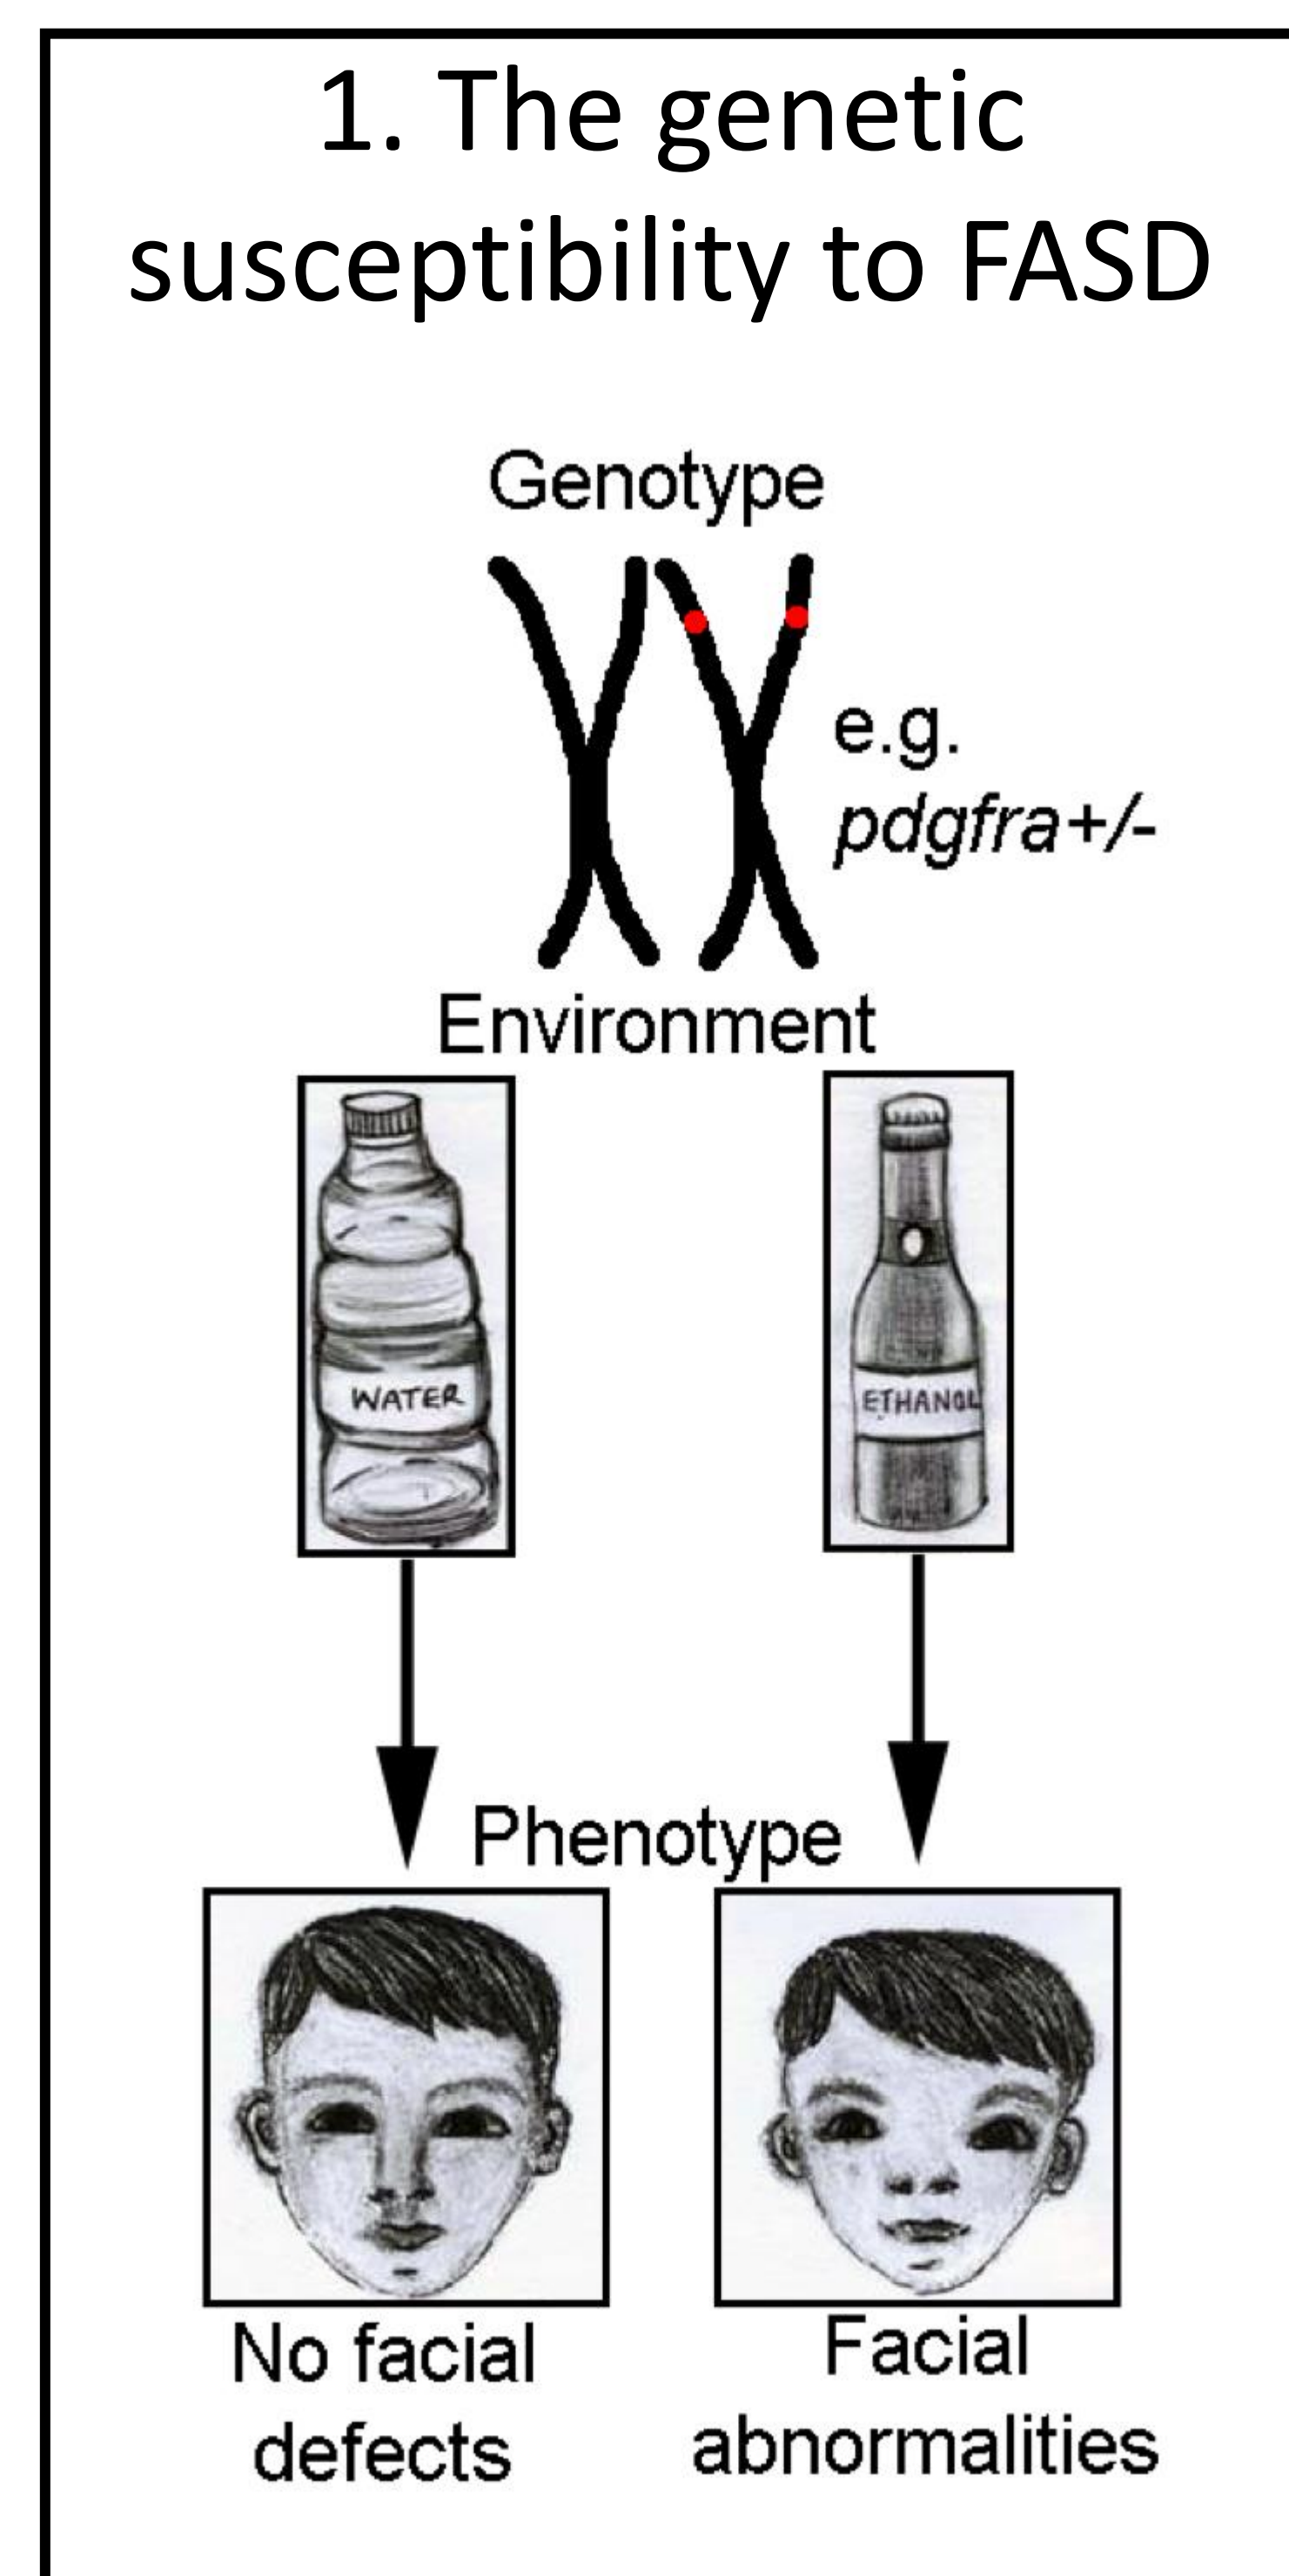 1. The genetic
susceptibility to FASD
Genotype
e.g.
pdgfra+/-
Environment
WATER
ETHANOL
Phenotype
No facial
defects
Facial
abnormalities